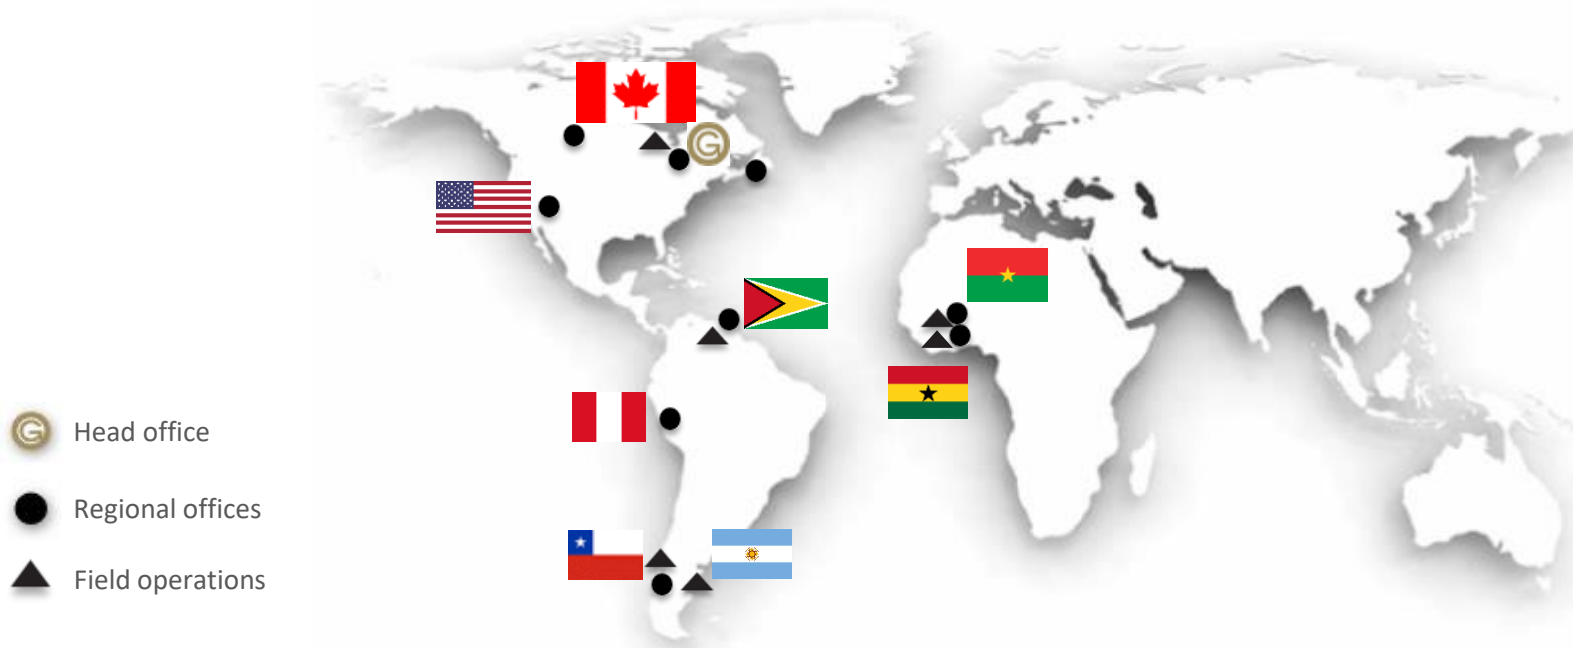 G
G
Head office
Regional offices
Field operations